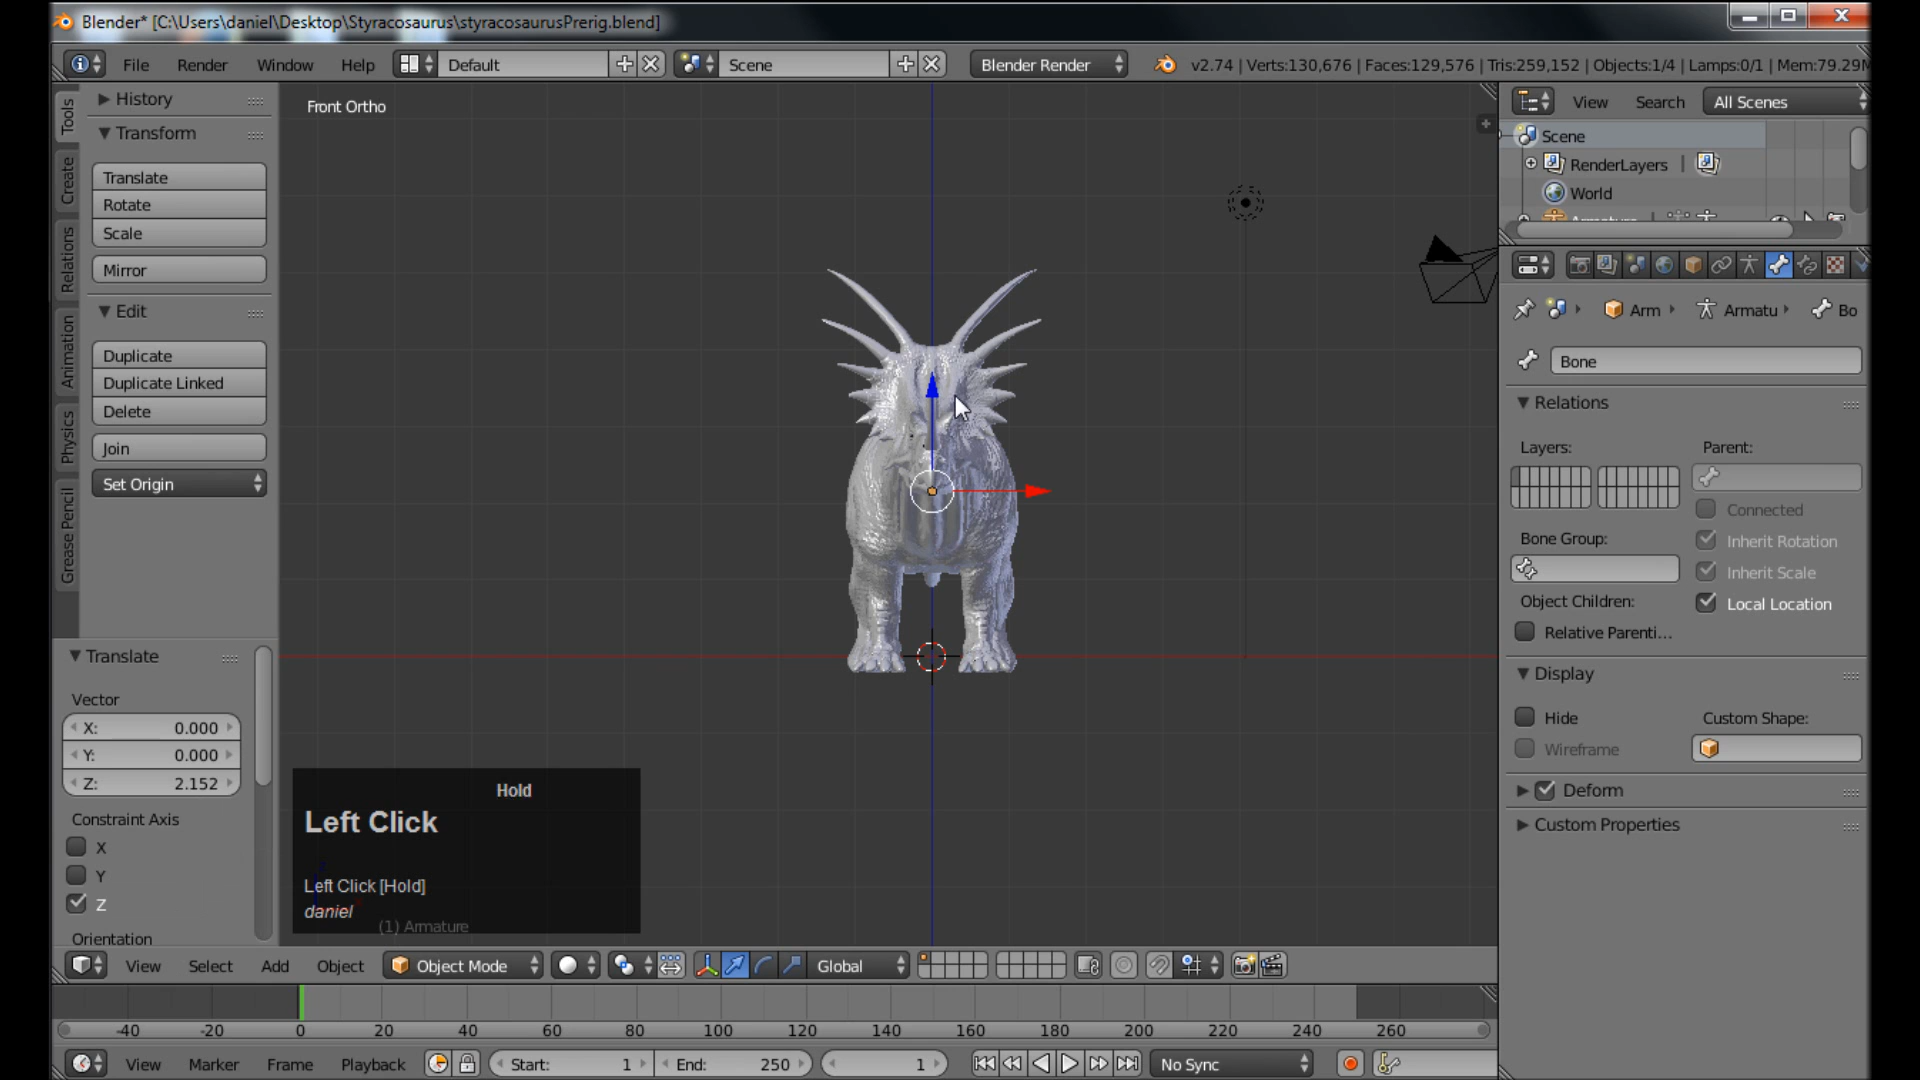 Blender* [C:\Users\daniel\Desktop\Styracosaurus\styracosaurusPrerig.blend]
File Render Window Help Default Scene Blender Render v2.74 | Verts:130,676 | Faces:129,576 | Tris:259,152 | Objects:1/4 | Lamps:0/1 | Mem:79.29M
Tools
Create
Relations
Animation
Physics
Grease Pencil
History
Transform
Translate
Rotate
Scale
Mirror
Edit
Duplicate
Duplicate Linked
Delete
Join
Set Origin
Translate
Vector
X: 0.000
Y: 0.000
Z: 2.152
Constraint Axis
X
Y
Z
Orientation
Front Ortho
Hold
Left Click
Left Click [Hold]
daniel
(1) Armature
View Search All Scenes
Scene
RenderLayers |
World
Armature
Arm Armatu Bo
Bone
Relations
Layers: Parent:
Connected
Bone Group: Inherit Rotation
Inherit Scale
Object Children: Local Location
Relative Parenti...
Display
Hide Custom Shape:
Wireframe
Deform
Custom Properties
View Select Add Object Object Mode Global
-40 -20 0 20 40 60 80 100 120 140 160 180 200 220 240 260
View Marker Frame Playback Start: 1 End: 250 1 No Sync